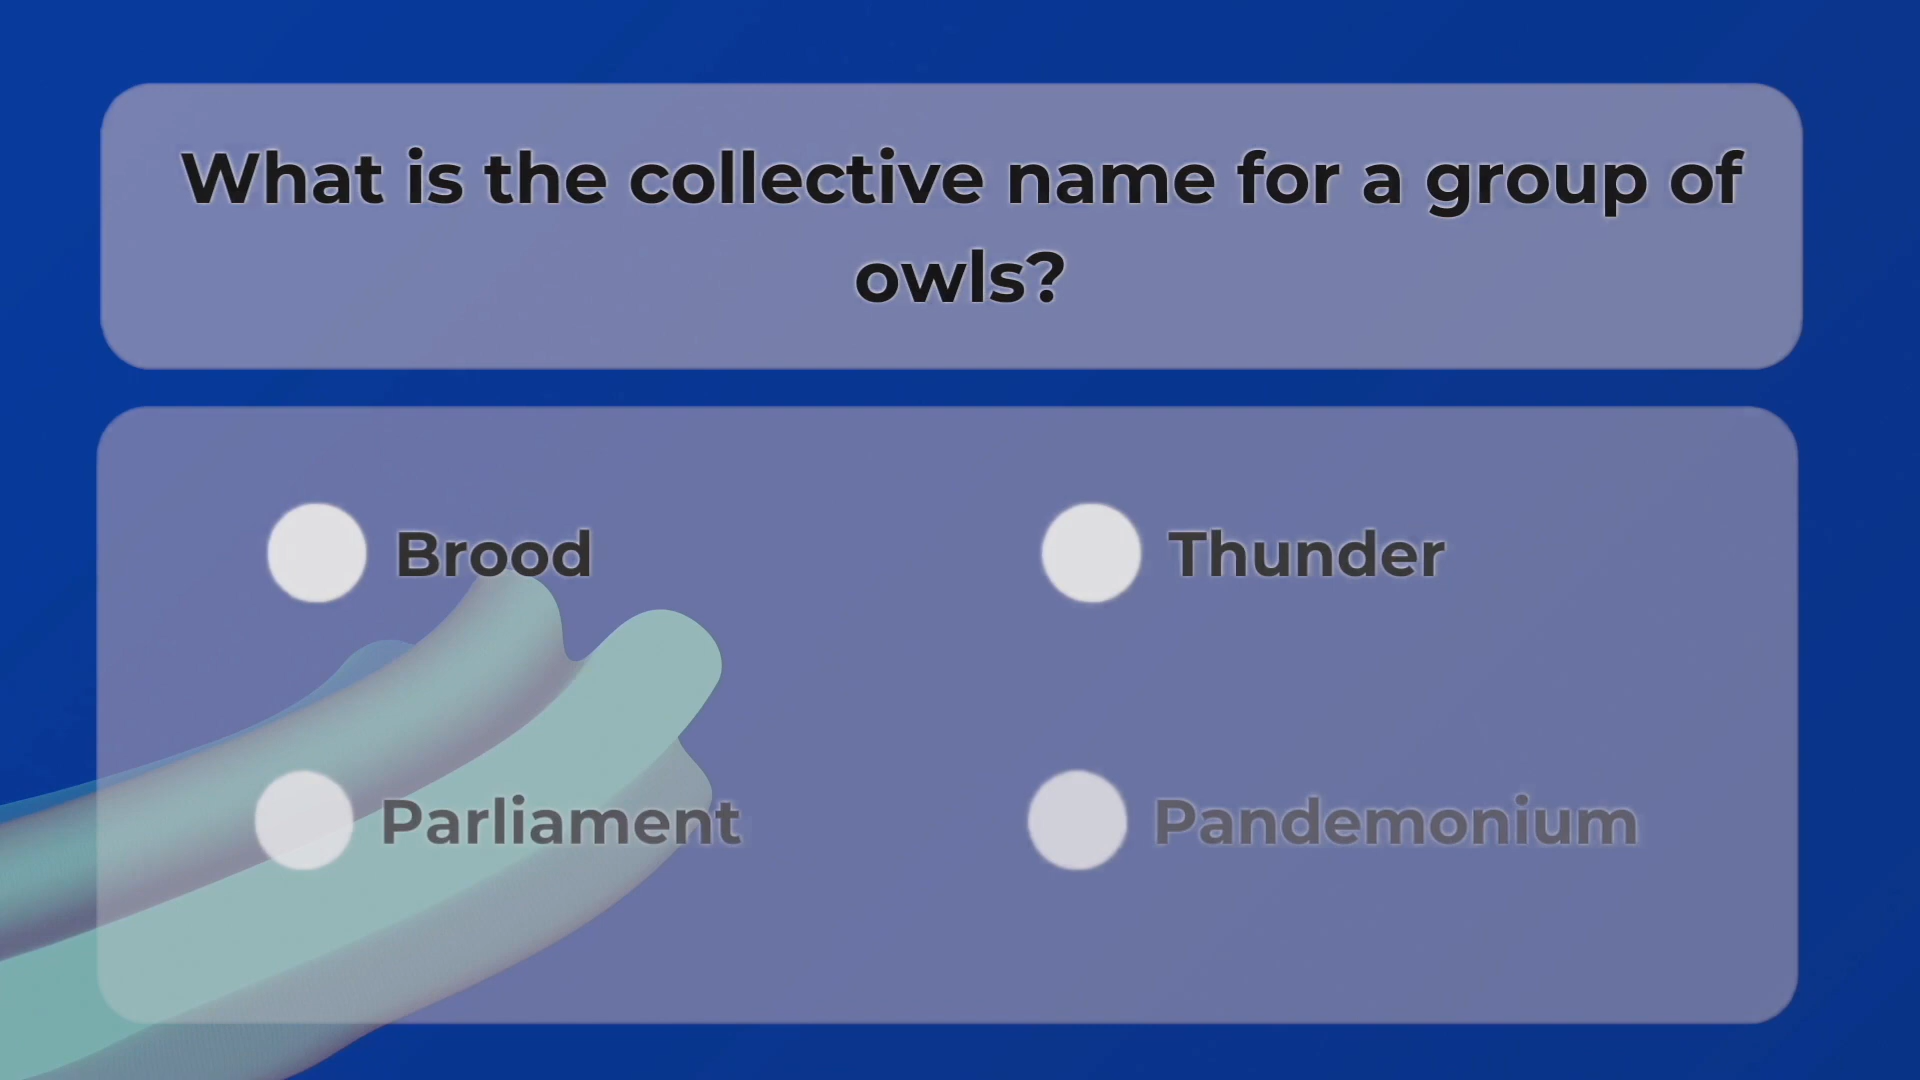 What is the collective name for a group of
owls?
Brood
Thunder
Parliament
Pandemonium